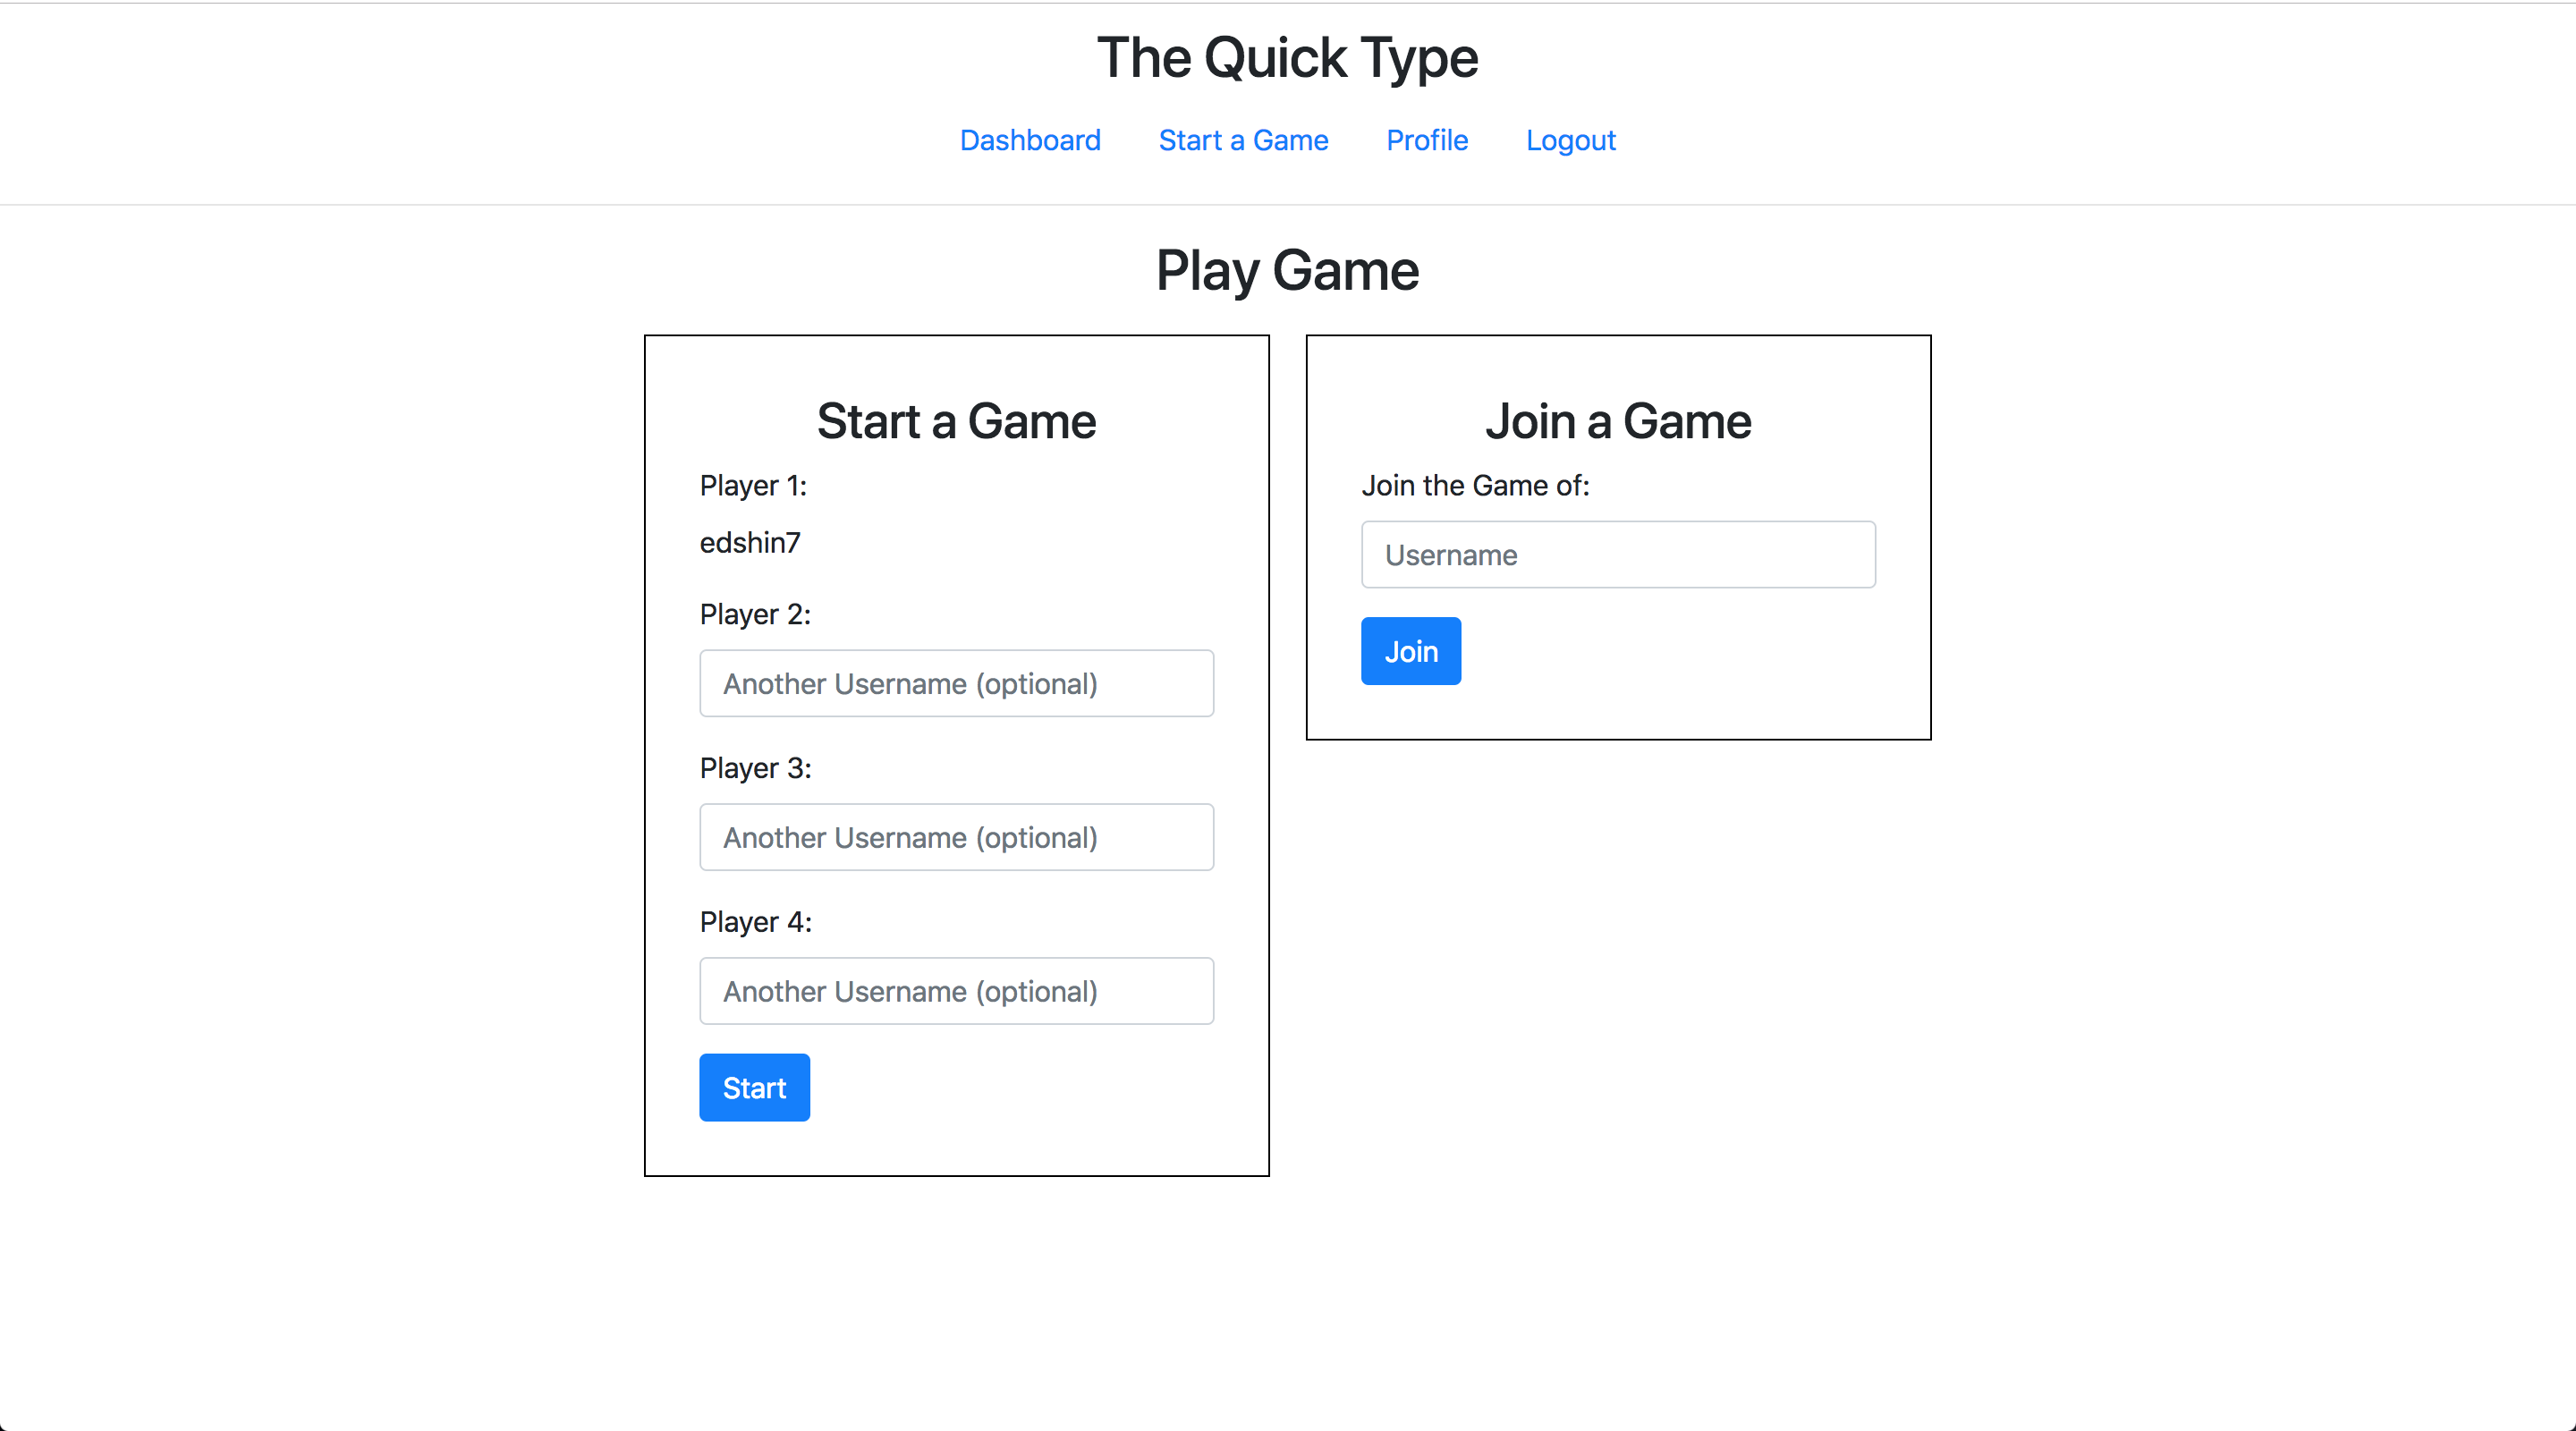 The Quick Type
Dashboard Start a Game Profile Logout
Play Game
Start a Game
Player 1:
edshin7
Player 2:
Another Username (optional)
Player 3:
Another Username (optional)
Player 4:
Another Username (optional)
Start
Join a Game
Join the Game of:
Username
Join